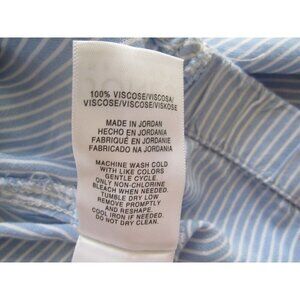 100% VISCOSE/VISCOSA/
VISCOSE/VISCOSE/VISCOSE
MADE IN JORDAN
HECHO EN JORDANIA
FABRIQUÉ EN JORDANIE
FABRICADO NA JORDANIA
MACHINE WASH COLD
WITH LIKE COLORS
GENTLE CYCLE.
ONLY NON-CHLORINE
BLEACH WHEN NEEDED.
TUMBLE DRY LOW
REMOVE PROMPTLY
AND RESHAPE.
COOL IRON IF NEEDED.
DO NOT DRY CLEAN.